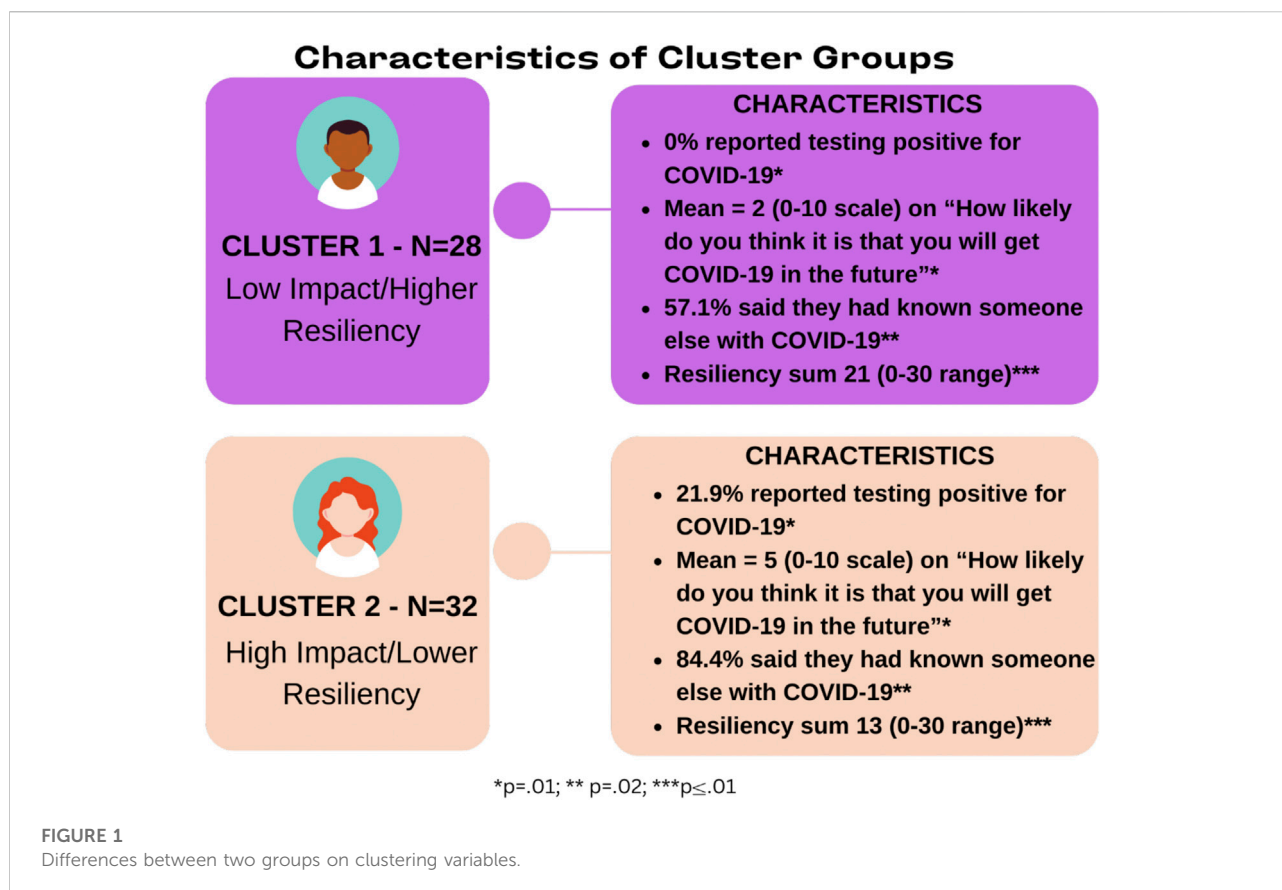 Characteristics of Cluster Groups
CLUSTER 1 - N=28
Low Impact/Higher
Resiliency
CHARACTERISTICS
• 0% reported testing positive for
COVID-19*
• Mean = 2 (0-10 scale) on “How likely
do you think it is that you will get
COVID-19 in the future”*
• 57.1% said they had known someone
else with COVID-19**
• Resiliency sum 21 (0-30 range)***
CLUSTER 2 - N=32
High Impact/Lower
Resiliency
CHARACTERISTICS
• 21.9% reported testing positive for
COVID-19*
• Mean = 5 (0-10 scale) on “How likely
do you think it is that you will get
COVID-19 in the future”*
• 84.4% said they had known someone
else with COVID-19**
• Resiliency sum 13 (0-30 range)***
*p=.01; ** p=.02; ***p≤.01
FIGURE 1
Differences between two groups on clustering variables.